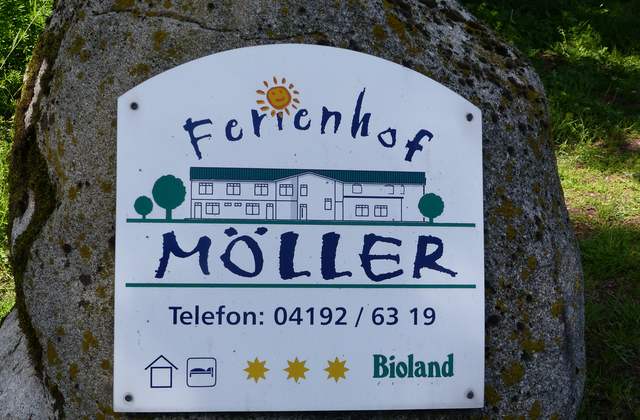 Ferienhof
MÖLLER
Telefon: 04192 / 63 19
Bioland